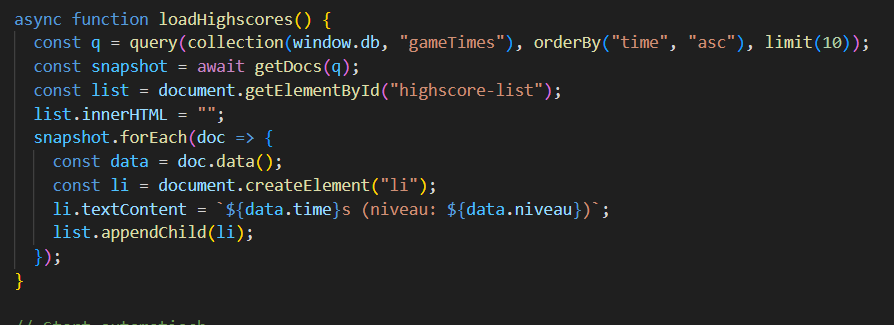 async function loadHighscores() {
const q = query(collection(window.db, "gameTimes"), orderBy("time", "asc"), limit(10));
const snapshot = await getDocs(q);
const list = document.getElementById("highscore-list");
list.innerHTML = "";
snapshot.forEach(doc => {
const data = doc.data();
const li = document.createElement("li");
li.textContent = `${data.time}s (niveau: ${data.niveau})`;
list.appendChild(li);
});
}
// Start automatisch